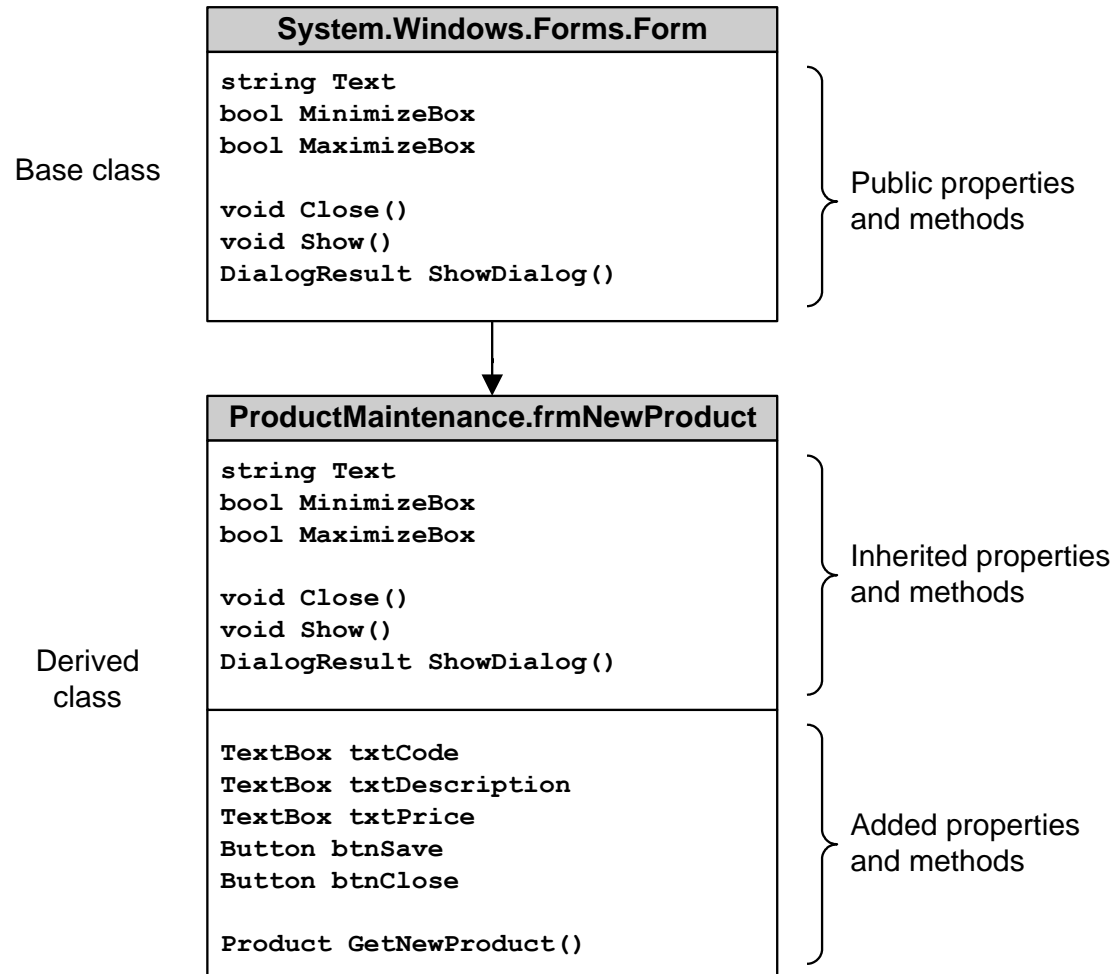 System.Windows.Forms.Form
string Text
bool MinimizeBox
bool MaximizeBox
void Close()
void Show()
DialogResult ShowDialog()
Base class
Public properties
and methods
ProductMaintenance.frmNewProduct
string Text
bool MinimizeBox
bool MaximizeBox
void Close()
void Show()
DialogResult ShowDialog()
Inherited properties
and methods
Derived
class
TextBox txtCode
TextBox txtDescription
TextBox txtPrice
Button btnSave
Button btnClose
Product GetNewProduct()
Added properties
and methods